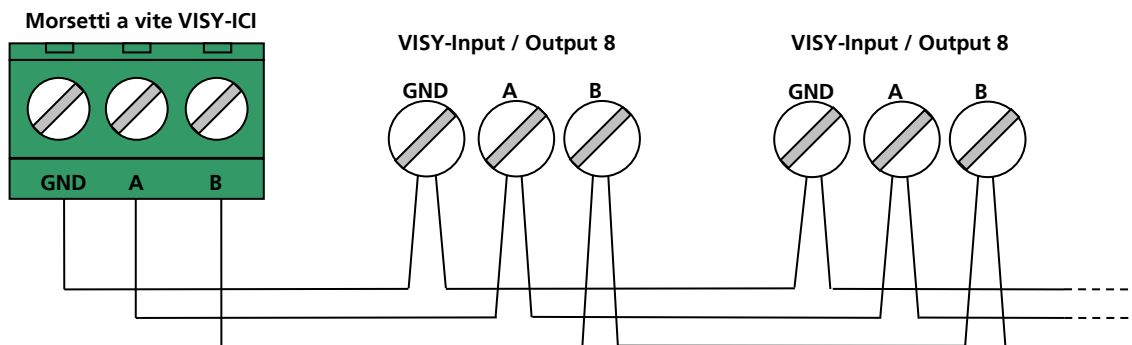 Morsetti a vite VISY-ICI
GND A B
VISY-Input / Output 8
GND A B
VISY-Input / Output 8
GND A B